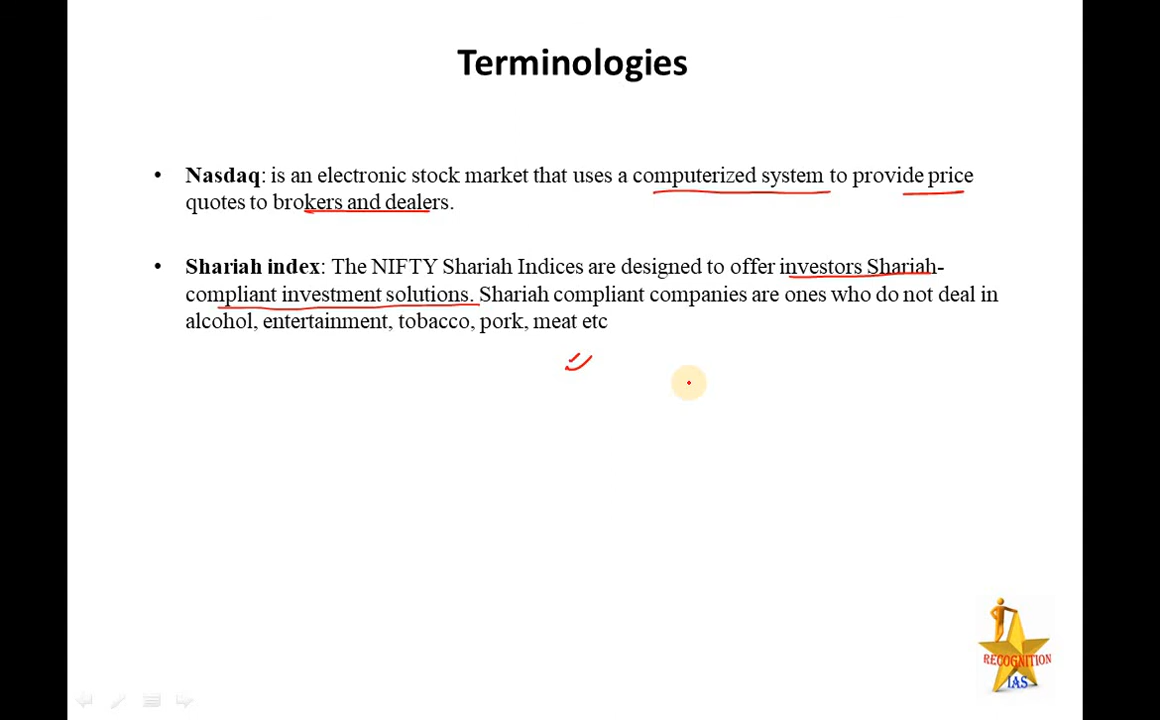 Terminologies
• Nasdaq: is an electronic stock market that uses a computerized system to provide price
quotes to brokers and dealers.
• Shariah index: The NIFTY Shariah Indices are designed to offer investors Shariah-
compliant investment solutions. Shariah compliant companies are ones who do not deal in
alcohol, entertainment, tobacco, pork, meat etc
RECOGNITION
IAS